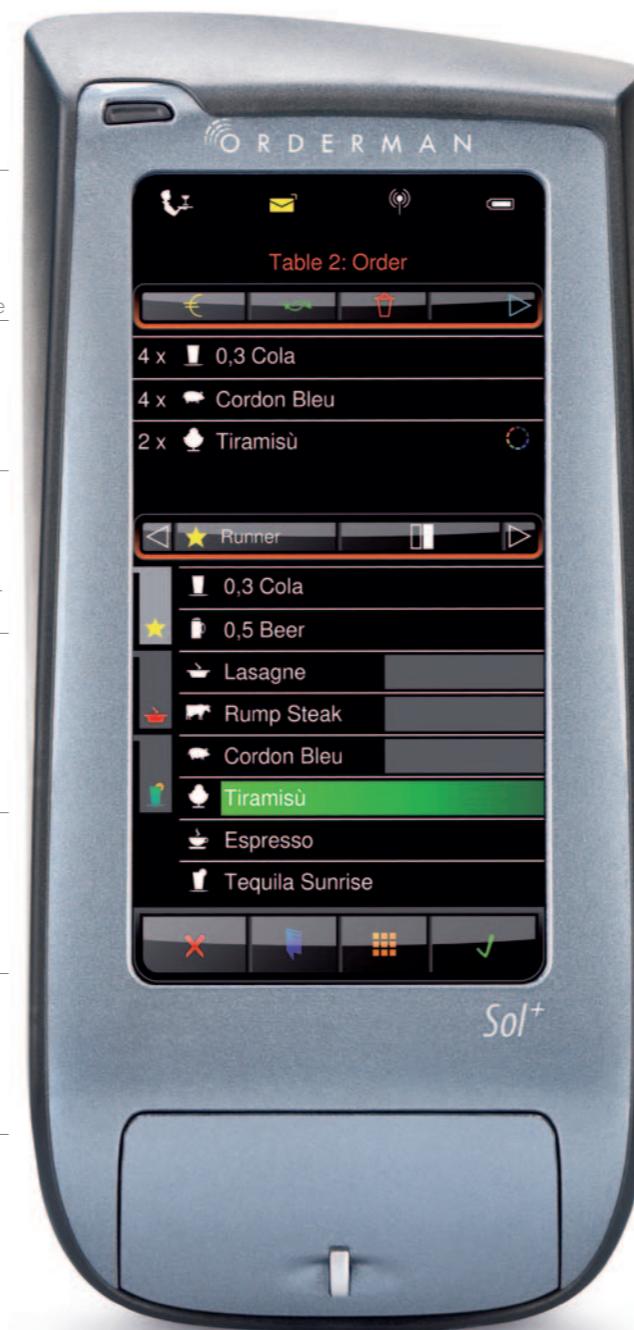 ORDERMAN
Table 2: Order
€
4 x 0,3 Cola
4 x Cordon Bleu
2 x Tiramisù
Runner
0,3 Cola
0,5 Beer
Lasagne
Rump Steak
Cordon Bleu
Tiramisù
Espresso
Tequila Sunrise
Sol+